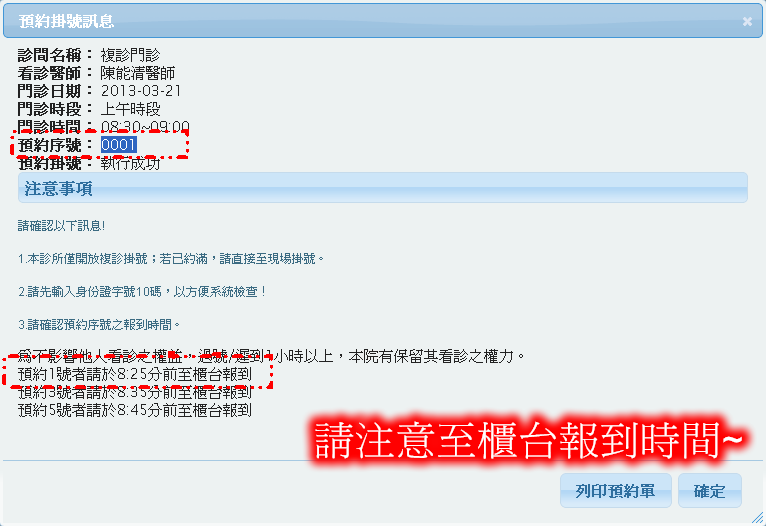 預約掛號訊息
診間名稱： 複診門診
看診醫師： 陳能清醫師
門診日期： 2013-03-21
門診時段： 上午時段
門診時間： 08:30~09:00
預約序號： 0001
預約掛號： 執行成功
注意事項
請確認以下訊息!
1.本診所僅開放複診掛號；若已約滿，請直接至現場掛號。
2.請先輸入身份證字號10碼，以方便系統檢查！
3.請確認預約序號之報到時間。
為不影響他人看診之權益，過號/遲到1小時以上，本院有保留其看診之權力。
預約1號者請於8:25分前至櫃台報到
預約3號者請於8:35分前至櫃台報到
預約5號者請於8:45分前至櫃台報到
請注意至櫃台報到時間~
列印預約單
確定